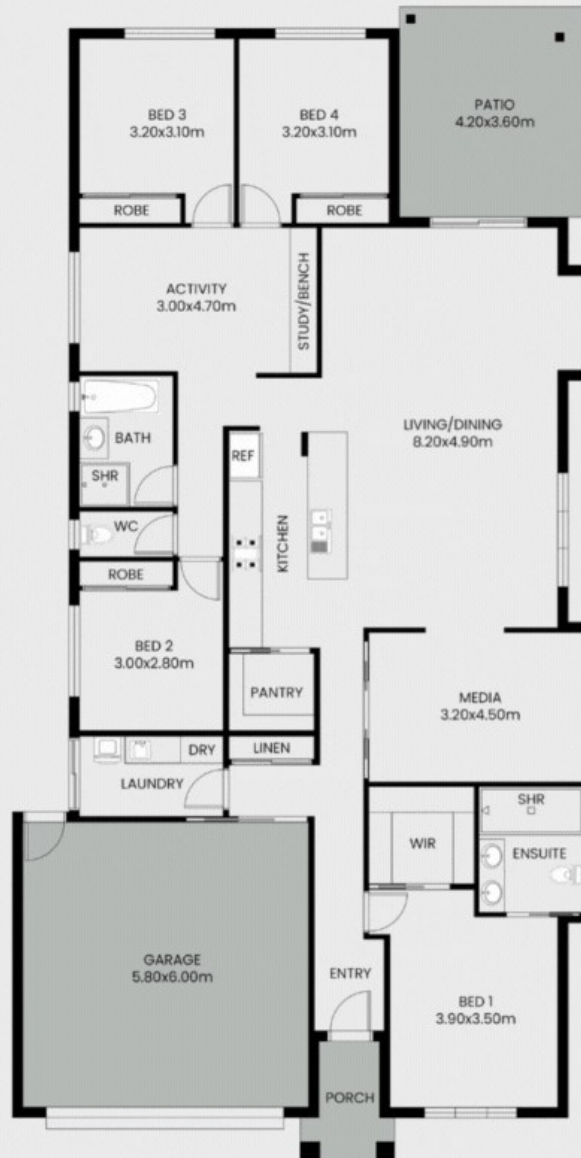 BED 3
3.20x3.10m
BED 4
3.20x3.10m
PATIO
4.20x3.60m
ROBE
ROBE
ACTIVITY
3.00x4.70m
STUDY/BENCH
LIVING/DINING
8.20x4.90m
BATH
REF
SHR
KITCHEN
WC
ROBE
BED 2
3.00x2.80m
PANTRY
MEDIA
3.20x4.50m
DRY
LINEN
LAUNDRY
SHR
WIR
ENSUITE
GARAGE
5.80x6.00m
ENTRY
BED 1
3.90x3.50m
PORCH